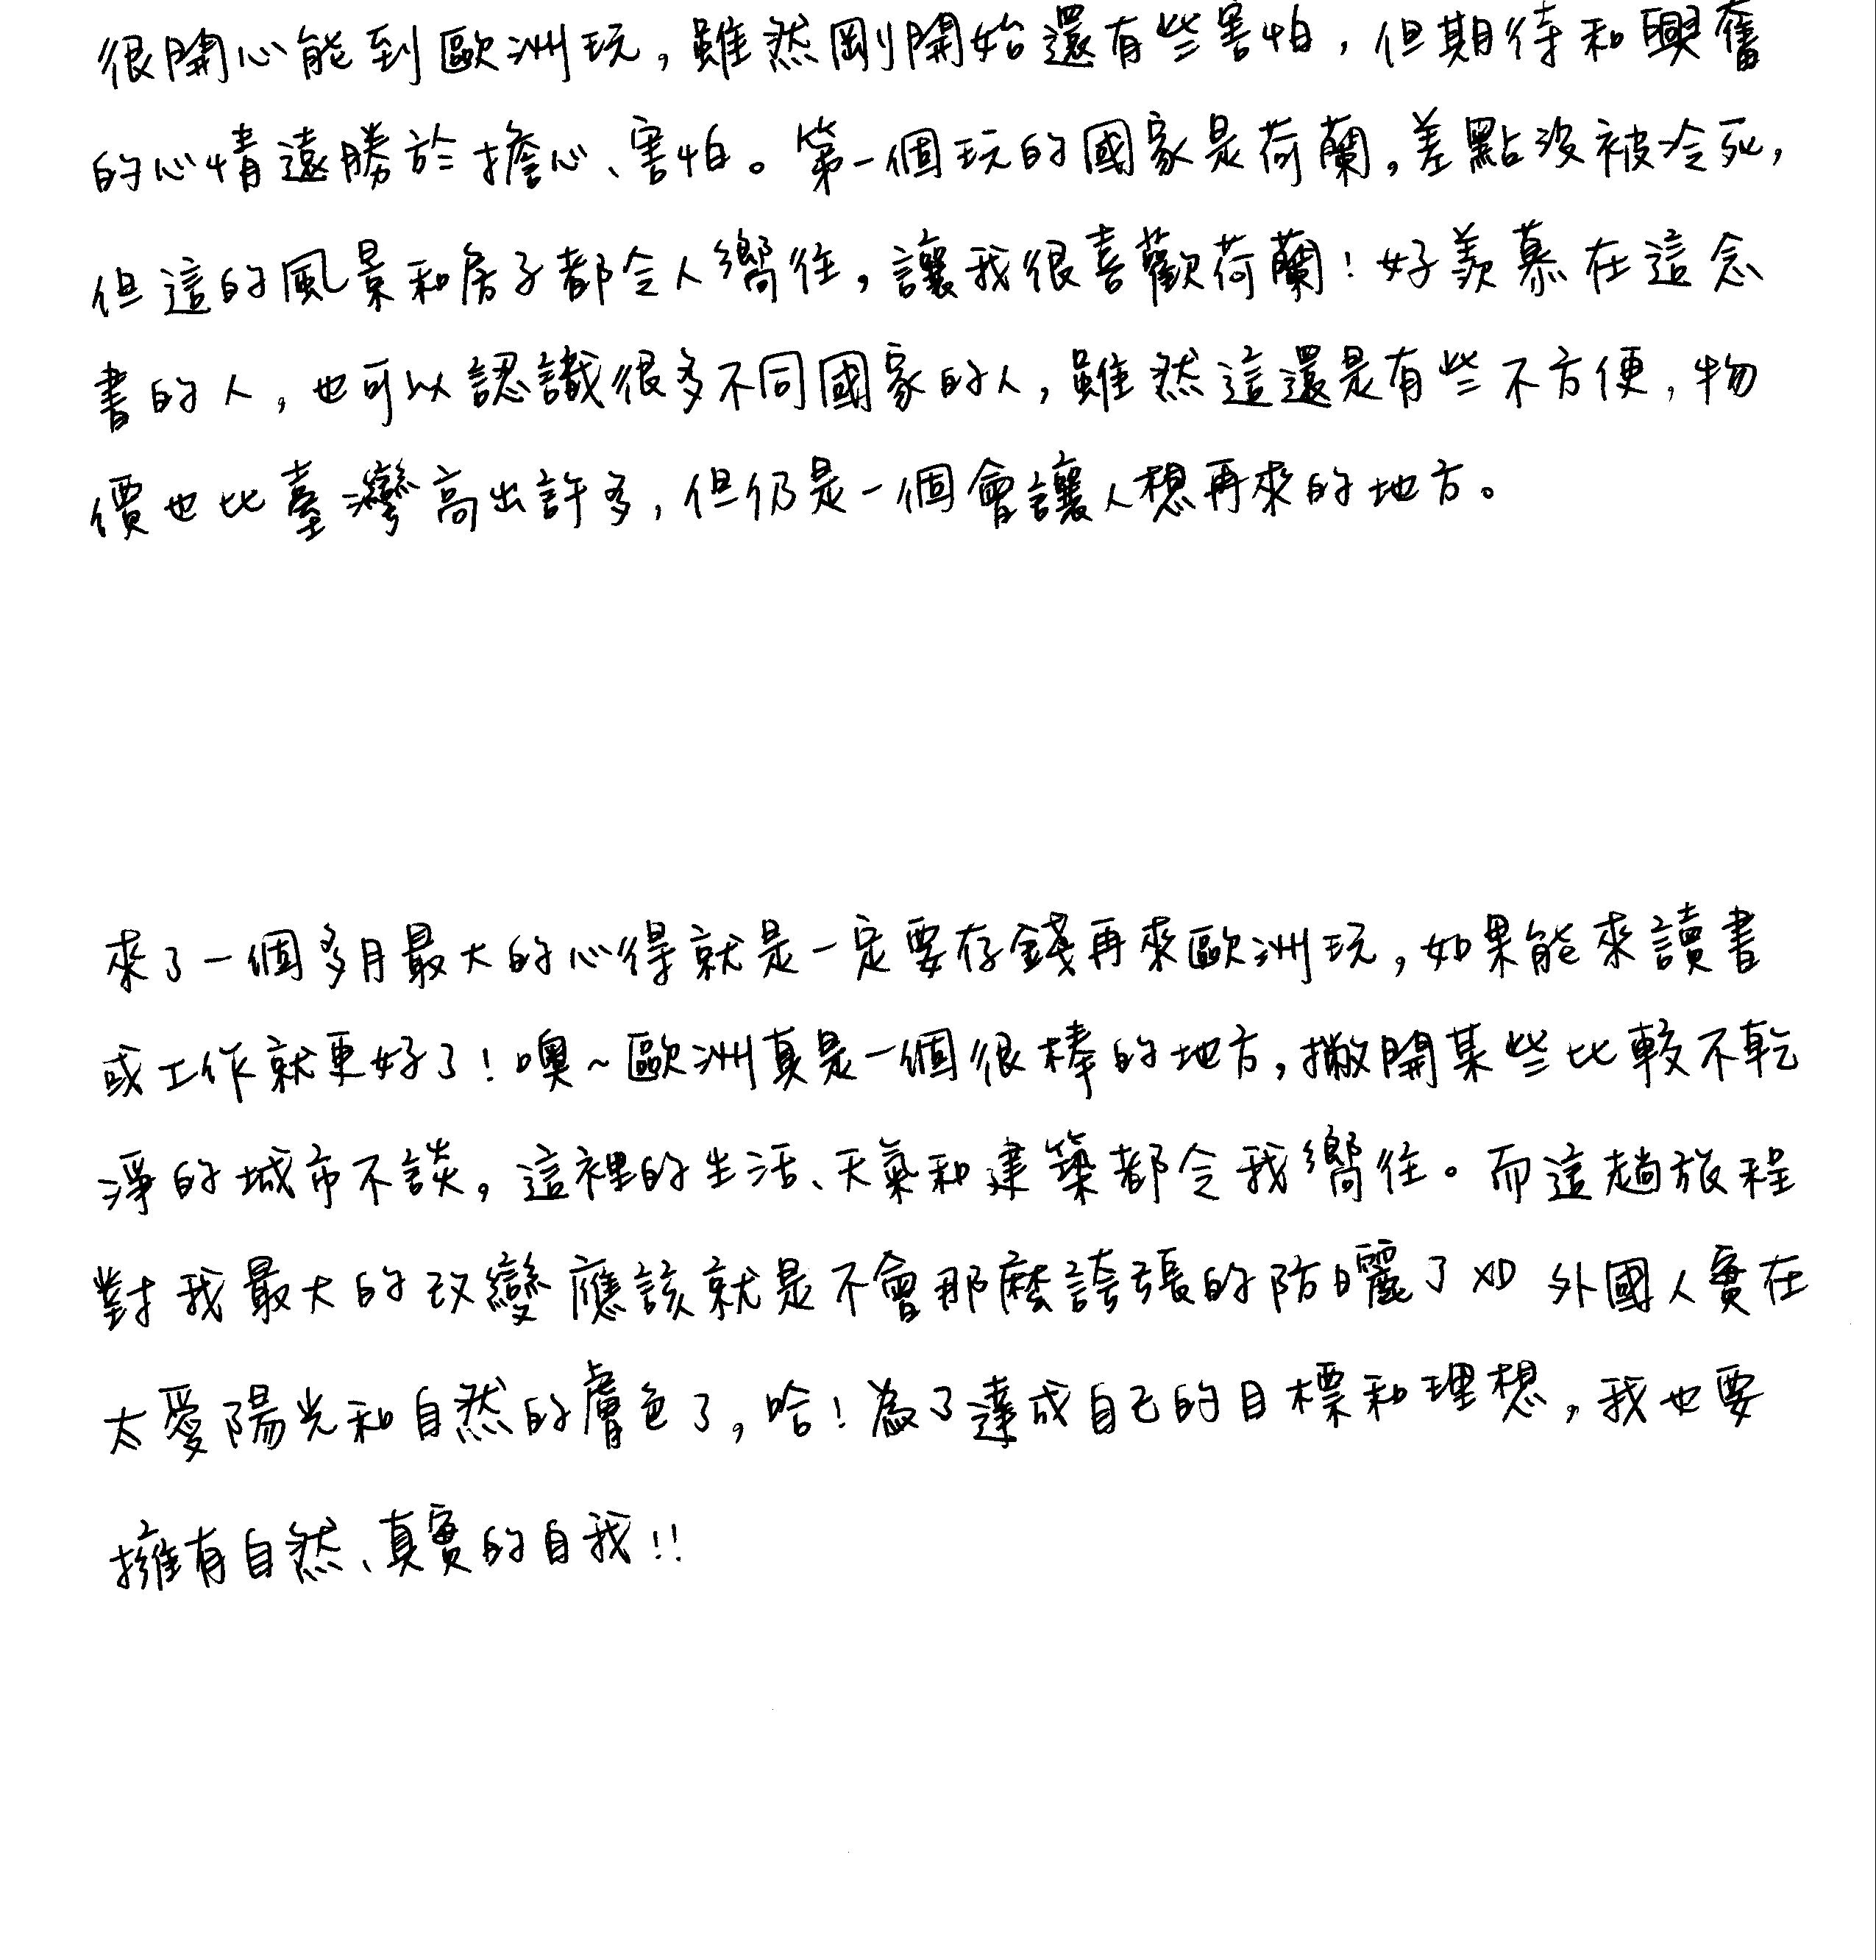 很開心能到歐洲玩，雖然剛開始還有些害怕，但期待和興奮
的心情遠勝於擔心、害怕。第一個玩的國家是荷蘭，差點沒被冷死，
但這的風景和房子都令人嚮往，讓我很喜歡荷蘭！好羨慕在這念
書的人，也可以認識很多不同國家的人，雖然這還是有些不方便，物
價也比臺灣高出許多，但仍是一個會讓人想再來的地方。
來了一個多月最大的心得就是一定要存錢再來歐洲玩，如果能來讀書
或工作就更好了！噢~歐洲真是一個很棒的地方，撇開某些比較不乾
淨的城市不談，這裡的生活、天氣和建築都令我嚮往。而這趟旅程
對我最大的改變應該就是不會那麼誇張的防曬了XD 外國人實在
太愛陽光和自然的膚色了，哈！為了達成自己的目標和理想，我也要
擁有自然、真實的自我!!